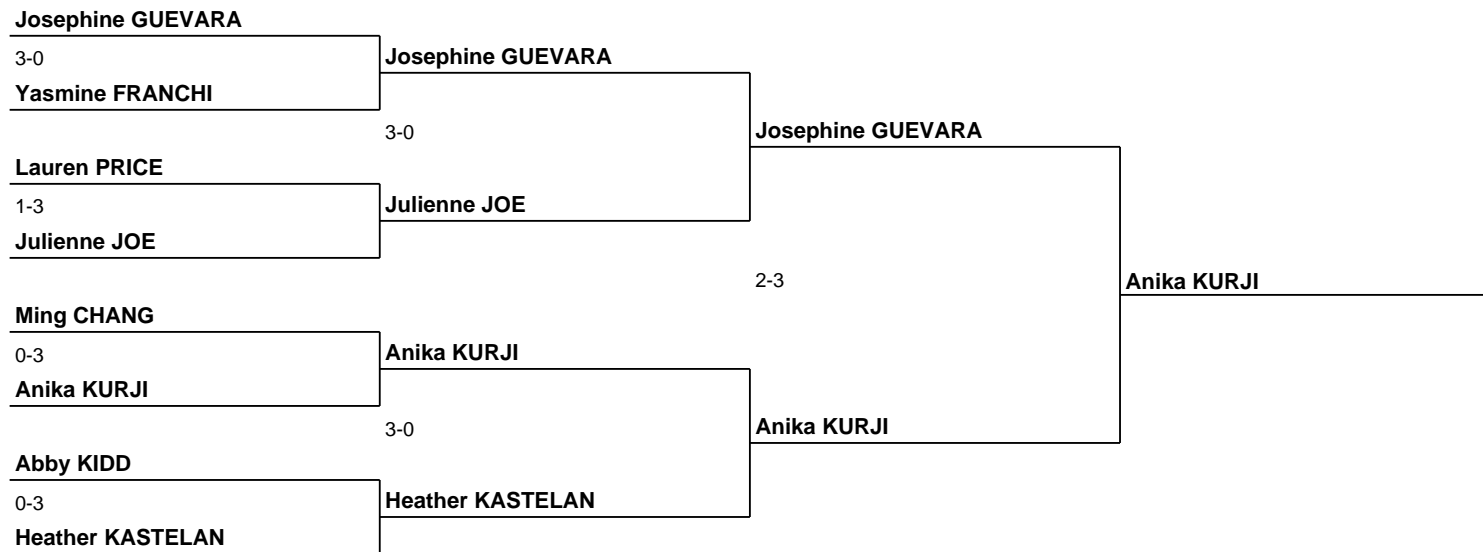 Josephine GUEVARA
3-0
Josephine GUEVARA
Yasmine FRANCHI
3-0
Josephine GUEVARA
Lauren PRICE
1-3
Julienne JOE
Julienne JOE
2-3
Anika KURJI
Ming CHANG
0-3
Anika KURJI
Anika KURJI
3-0
Anika KURJI
Abby KIDD
0-3
Heather KASTELAN
Heather KASTELAN